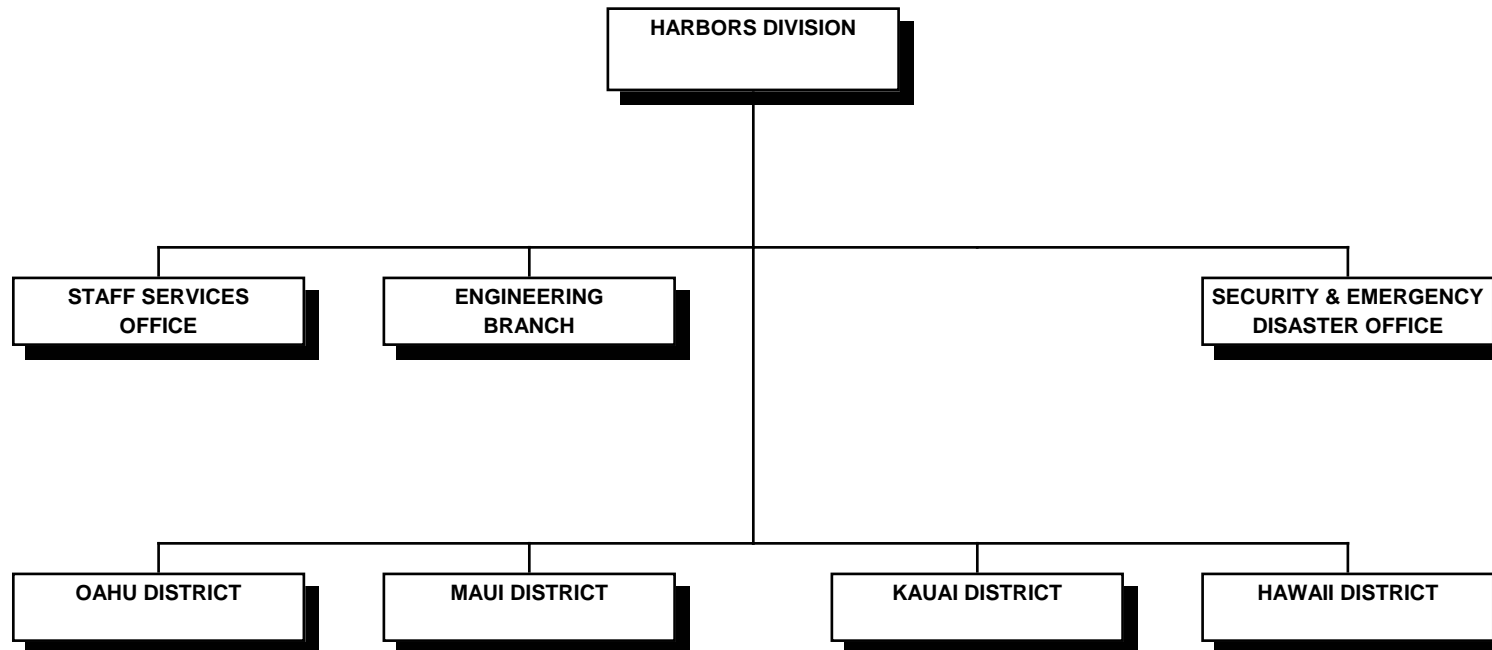 HARBORS DIVISION
STAFF SERVICES
OFFICE
ENGINEERING
BRANCH
SECURITY & EMERGENCY
DISASTER OFFICE
OAHU DISTRICT
MAUI DISTRICT
KAUAI DISTRICT
HAWAII DISTRICT